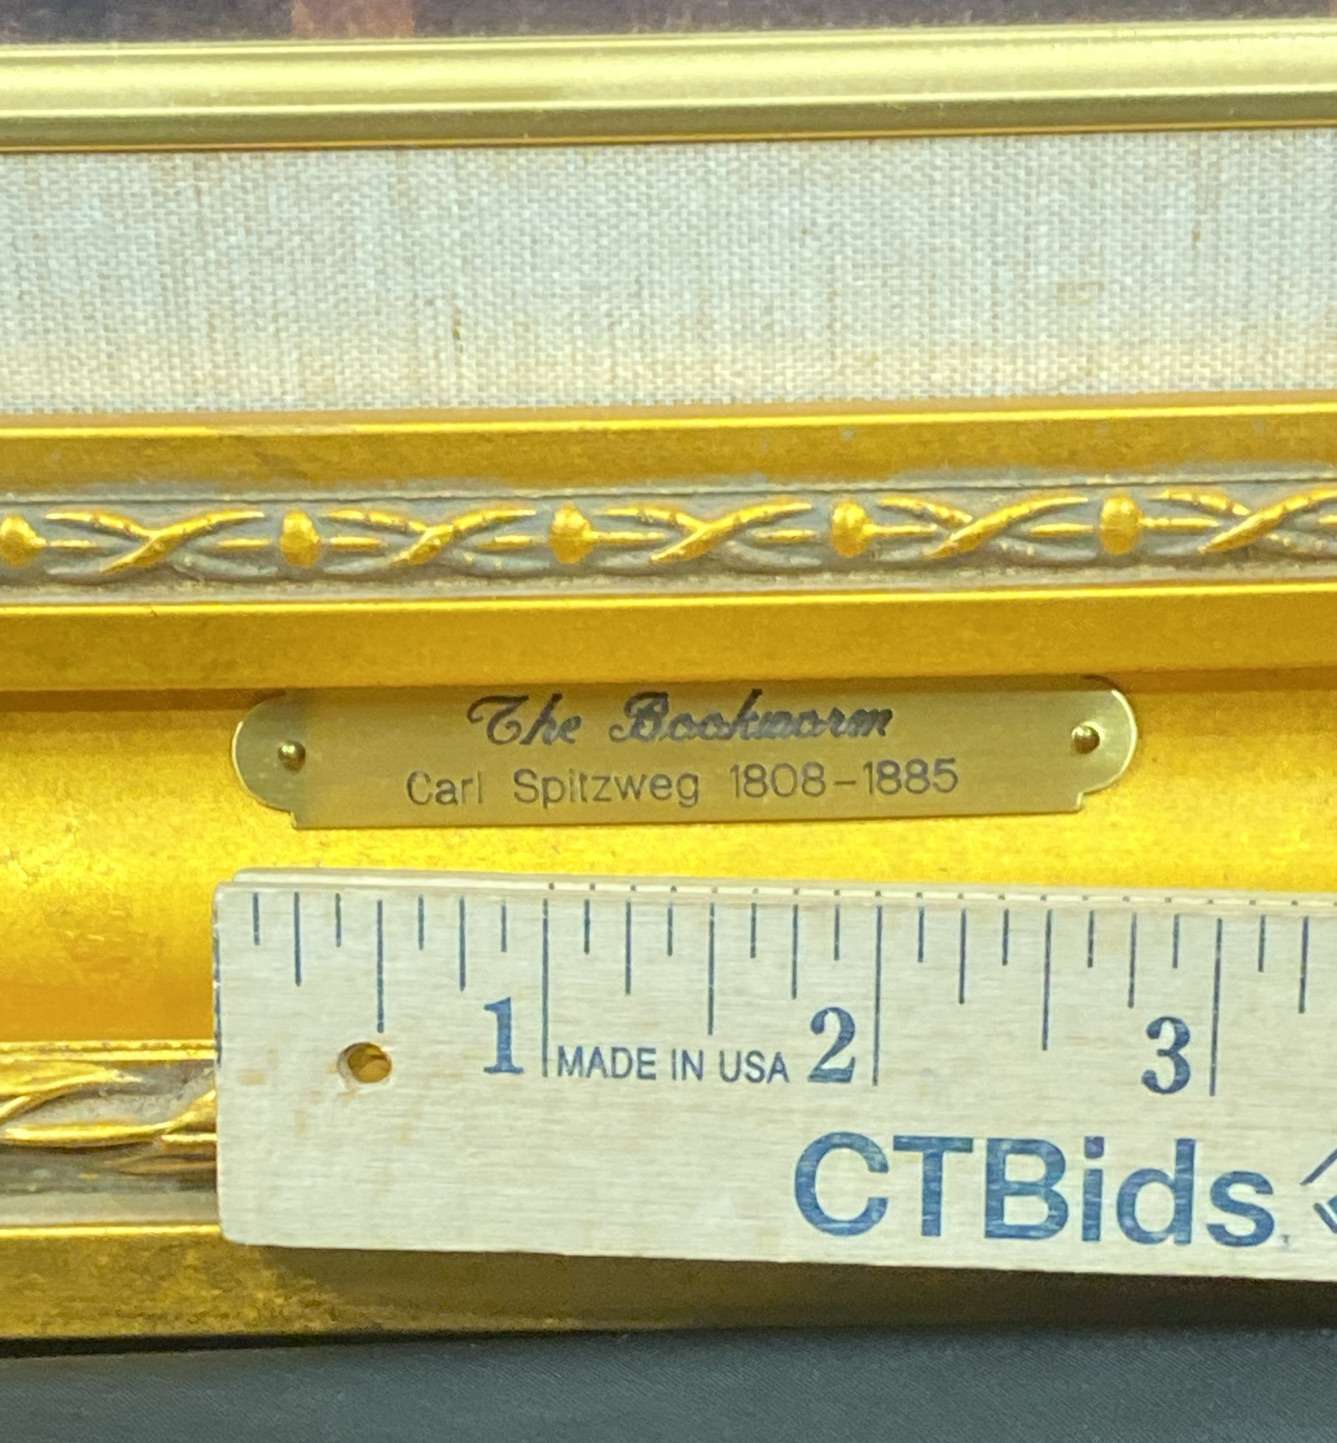 The Bookworm
Carl Spitzweg 1808-1885
1 2 3
MADE IN USA
CTBids